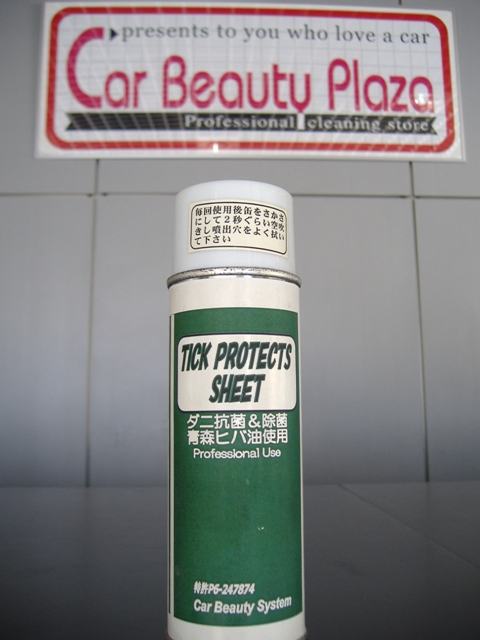 presents to you who love a car
Car Beauty Plaza
Professional cleaning store
毎回使用後缶をさかさ
にして2秒ぐらい空吹
きし噴出穴をよく拭い
て下さい
TICK PROTECTS
SHEET
ダニ抗菌&除菌
青森ヒバ油使用
Professional Use
特許P6-247874
Car Beauty System